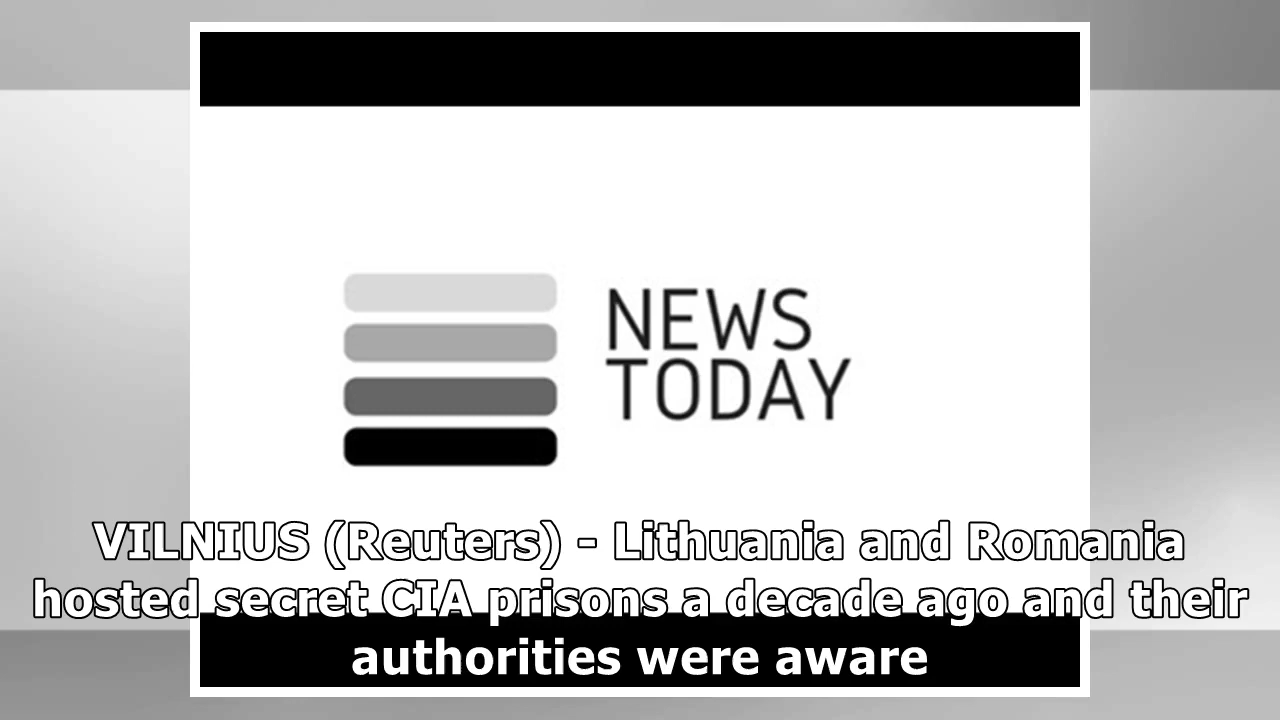 NEWS
TODAY
VILNIUS (Reuters) - Lithuania and Romania
hosted secret CIA prisons a decade ago and their
authorities were aware